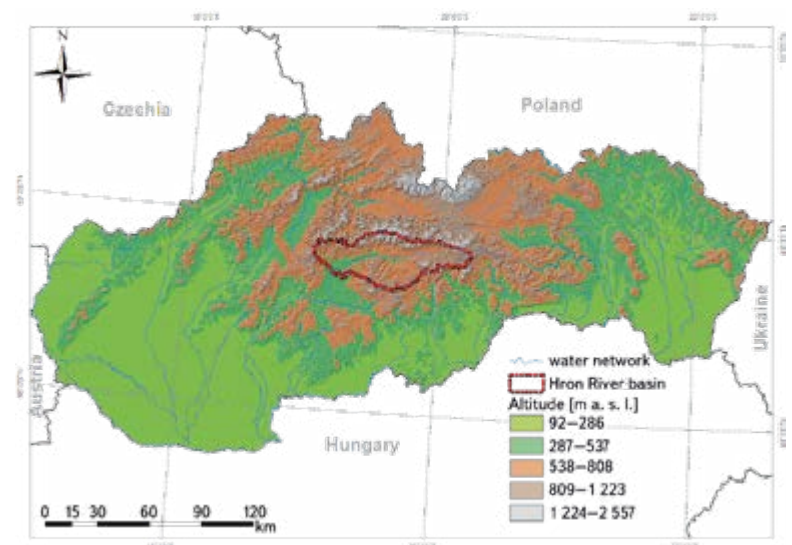 N
Czechia
Poland
Ukraine
Austria
Hungary
water network
Hron River basin
Altitude [m a. s. l.]
92–286
287–537
538–808
809–1 223
1 224–2 557
0 15 30 60 90 120
km